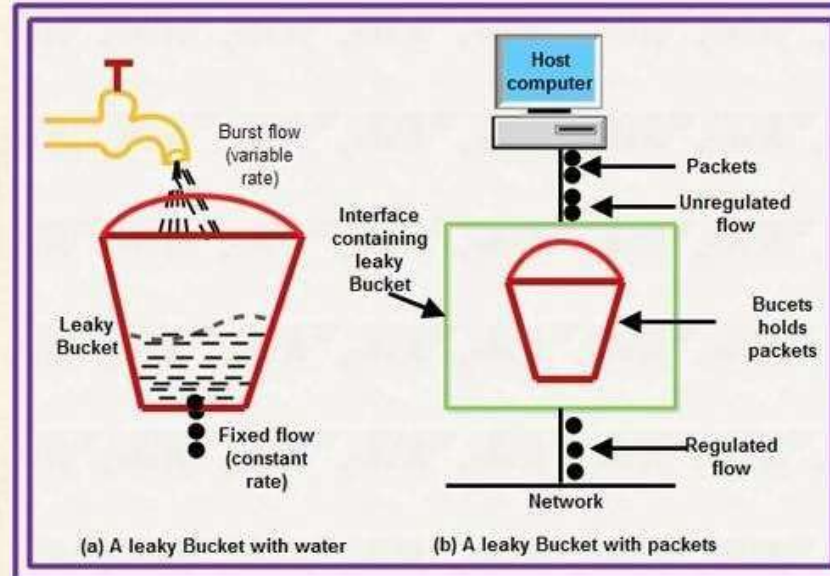 Burst flow
(variable
rate)
Leaky
Bucket
Fixed flow
(constant
rate)
(a) A leaky Bucket with water
Host
computer
Packets
Unregulated
flow
Interface
containing
leaky
Bucket
Bucets
holds
packets
Regulated
flow
Network
(b) A leaky Bucket with packets